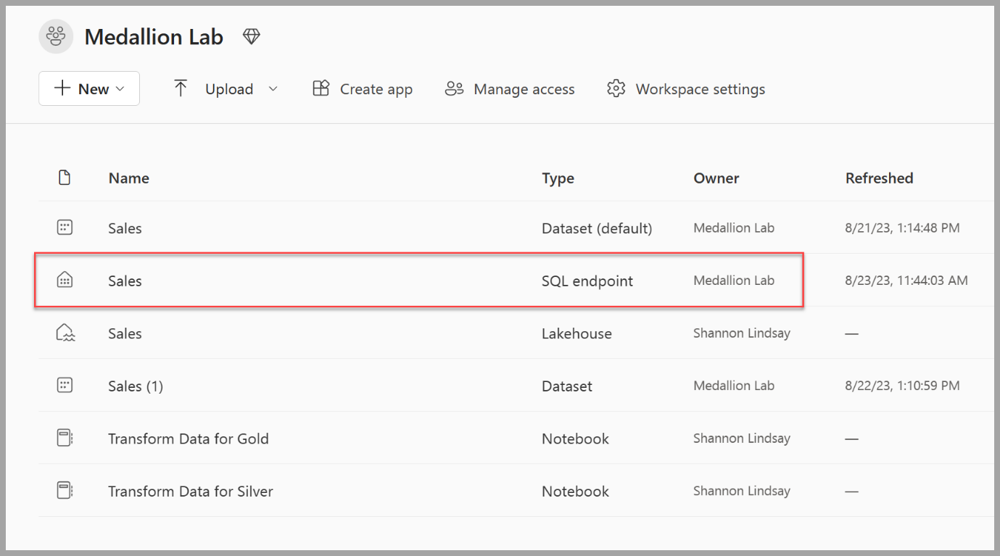 Medallion Lab
New Upload Create app Manage access Workspace settings
Name Type Owner Refreshed
Sales Dataset (default) Medallion Lab 8/21/23, 1:14:48 PM
Sales SQL endpoint Medallion Lab 8/23/23, 11:44:03 AM
Sales Lakehouse Shannon Lindsay —
Sales (1) Dataset Medallion Lab 8/22/23, 1:10:59 PM
Transform Data for Gold Notebook Shannon Lindsay —
Transform Data for Silver Notebook Shannon Lindsay —